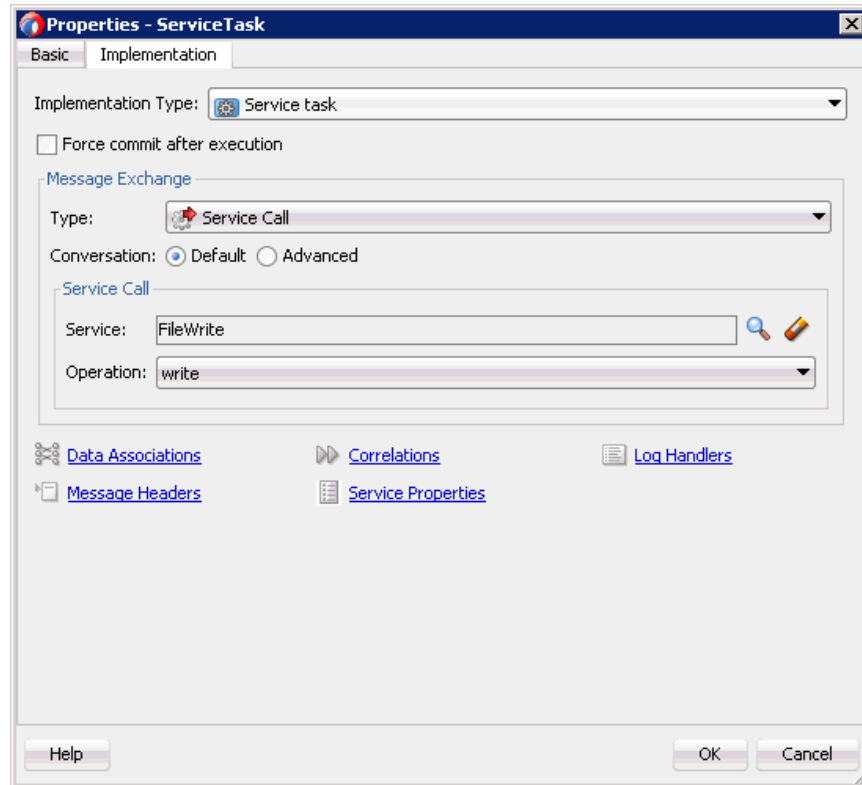 Properties - ServiceTask
Basic Implementation
Implementation Type: Service task
Force commit after execution
Message Exchange
Type: Service Call
Conversation: Default Advanced
Service Call
Service: FileWrite
Operation: write
Data Associations Correlations Log Handlers
Message Headers Service Properties
Help OK Cancel